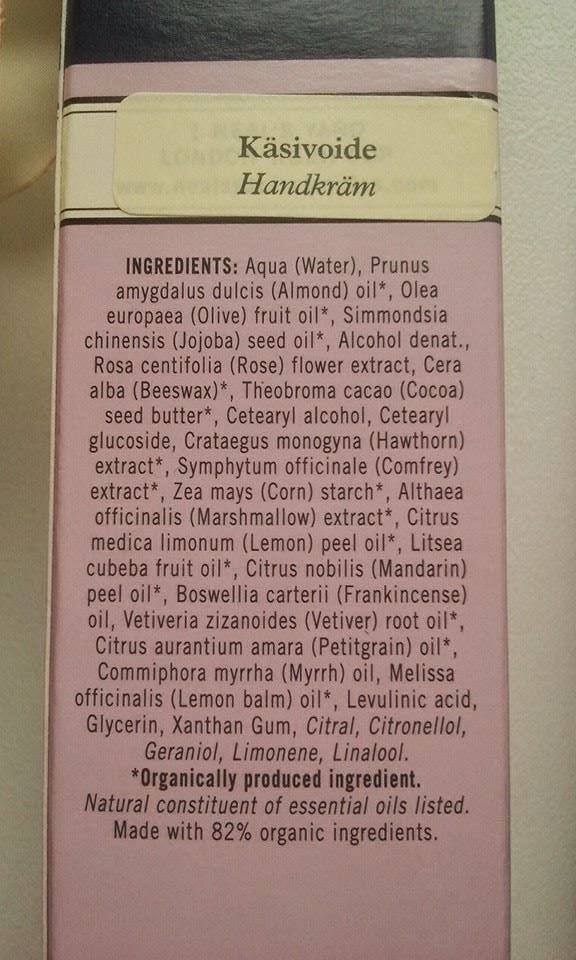 Käsivoide
Handkräm
INGREDIENTS: Aqua (Water), Prunus
amygdalus dulcis (Almond) oil*, Olea
europaea (Olive) fruit oil*, Simmondsia
chinensis (Jojoba) seed oil*, Alcohol denat.,
Rosa centifolia (Rose) flower extract, Cera
alba (Beeswax)*, Theobroma cacao (Cocoa)
seed butter*, Cetearyl alcohol, Cetearyl
glucoside, Crataegus monogyna (Hawthorn)
extract*, Symphytum officinale (Comfrey)
extract*, Zea mays (Corn) starch*, Althaea
officinalis (Marshmallow) extract*, Citrus
medica limonum (Lemon) peel oil*, Litsea
cubeba fruit oil*, Citrus nobilis (Mandarin)
peel oil*, Boswellia carterii (Frankincense)
oil, Vetiveria zizanoides (Vetiver) root oil*,
Citrus aurantium amara (Petitgrain) oil*,
Commiphora myrrha (Myrrh) oil, Melissa
officinalis (Lemon balm) oil*, Levulinic acid,
Glycerin, Xanthan Gum, Citral, Citronellol,
Geraniol, Limonene, Linalool.
*Organically produced ingredient.
Natural constituent of essential oils listed.
Made with 82% organic ingredients.